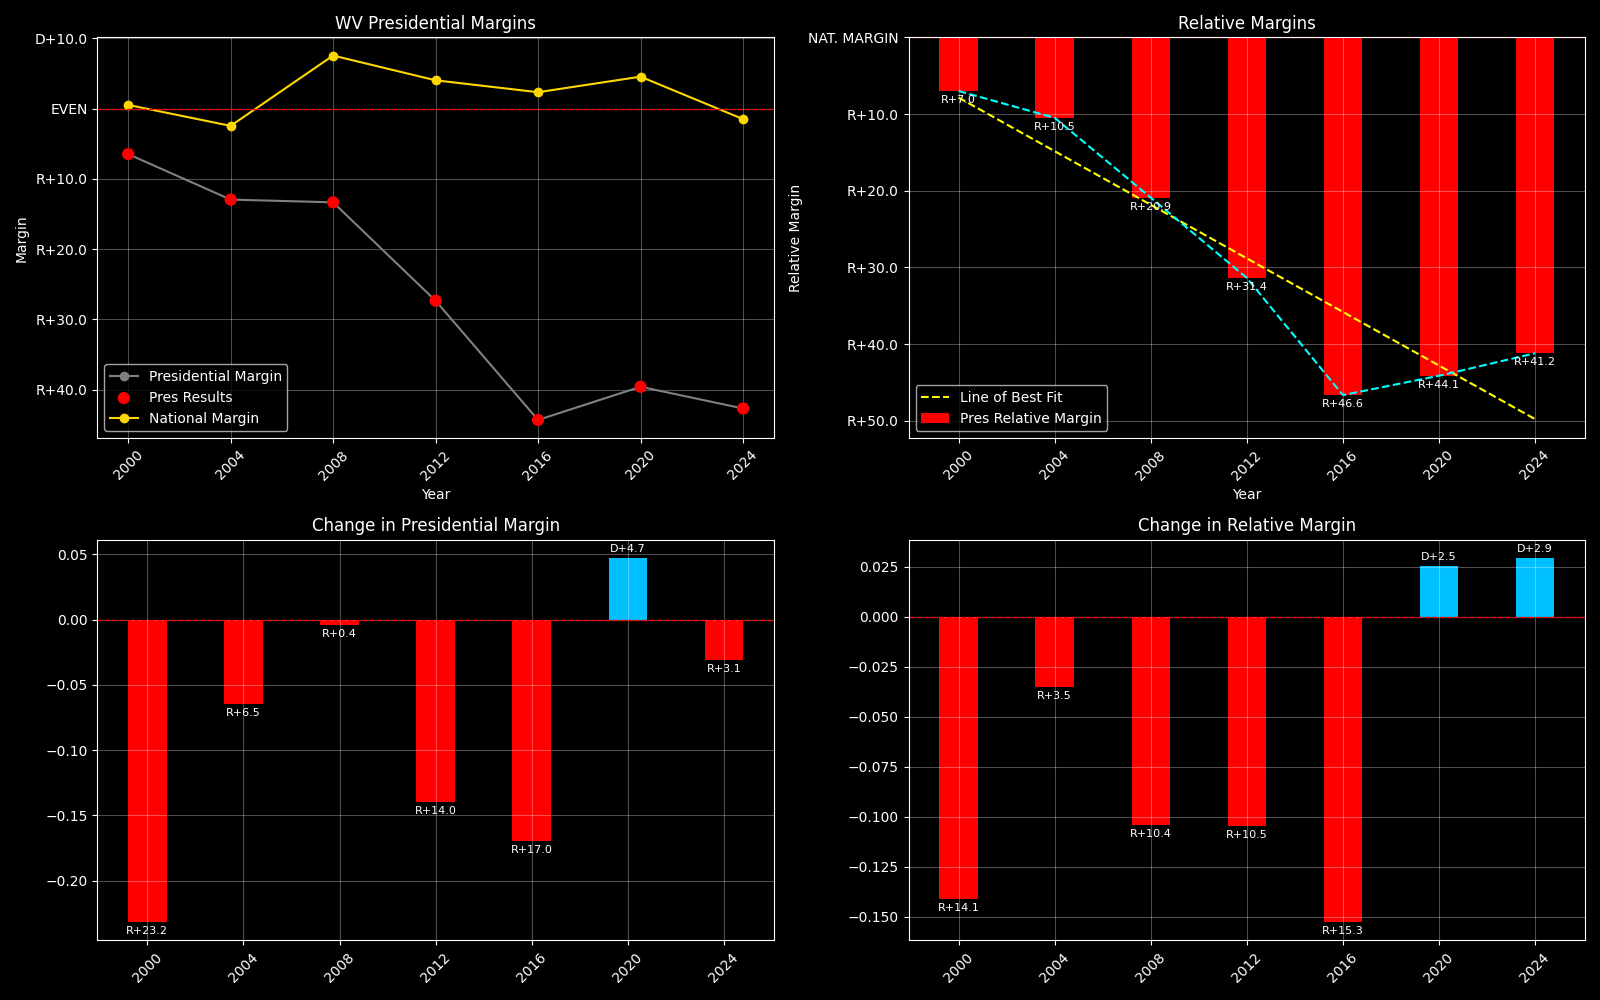 WV Presidential Margins
D+10.0
EVEN
R+10.0
R+20.0
R+30.0
R+40.0
Margin
Presidential Margin
Pres Results
National Margin
2000
2004
2008
2012
2016
2020
2024
Year
Relative Margins
NAT. MARGIN
R+10.0
R+20.0
R+30.0
R+40.0
R+50.0
Relative Margin
R+7.0
R+10.5
R+20.9
R+31.4
R+46.6
R+44.1
R+41.2
Line of Best Fit
Pres Relative Margin
2000
2004
2008
2012
2016
2020
2024
Year
Change in Presidential Margin
0.05
0.00
−0.05
−0.10
−0.15
−0.20
R+23.2
R+6.5
R+0.4
R+14.0
R+17.0
D+4.7
R+3.1
2000
2004
2008
2012
2016
2020
2024
Change in Relative Margin
0.025
0.000
−0.025
−0.050
−0.075
−0.100
−0.125
−0.150
R+14.1
R+3.5
R+10.4
R+10.5
R+15.3
D+2.5
D+2.9
2000
2004
2008
2012
2016
2020
2024